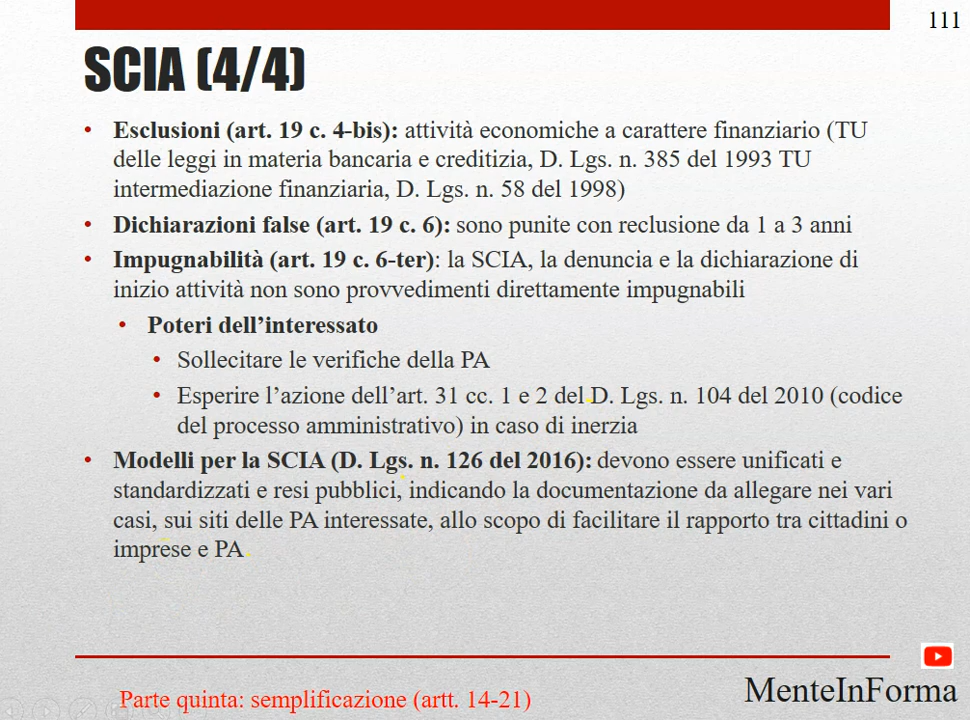 111
SCIA (4/4)
• Esclusioni (art. 19 c. 4-bis): attività economiche a carattere finanziario (TU
delle leggi in materia bancaria e creditizia, D. Lgs. n. 385 del 1993 TU
intermediazione finanziaria, D. Lgs. n. 58 del 1998)
• Dichiarazioni false (art. 19 c. 6): sono punite con reclusione da 1 a 3 anni
• Impugnabilità (art. 19 c. 6-ter): la SCIA, la denuncia e la dichiarazione di
inizio attività non sono provvedimenti direttamente impugnabili
• Poteri dell’interessato
• Sollecitare le verifiche della PA
• Esperire l’azione dell’art. 31 cc. 1 e 2 del D. Lgs. n. 104 del 2010 (codice
del processo amministrativo) in caso di inerzia
• Modelli per la SCIA (D. Lgs. n. 126 del 2016): devono essere unificati e
standardizzati e resi pubblici, indicando la documentazione da allegare nei vari
casi, sui siti delle PA interessate, allo scopo di facilitare il rapporto tra cittadini o
imprese e PA
Parte quinta: semplificazione (artt. 14-21)
MenteInForma